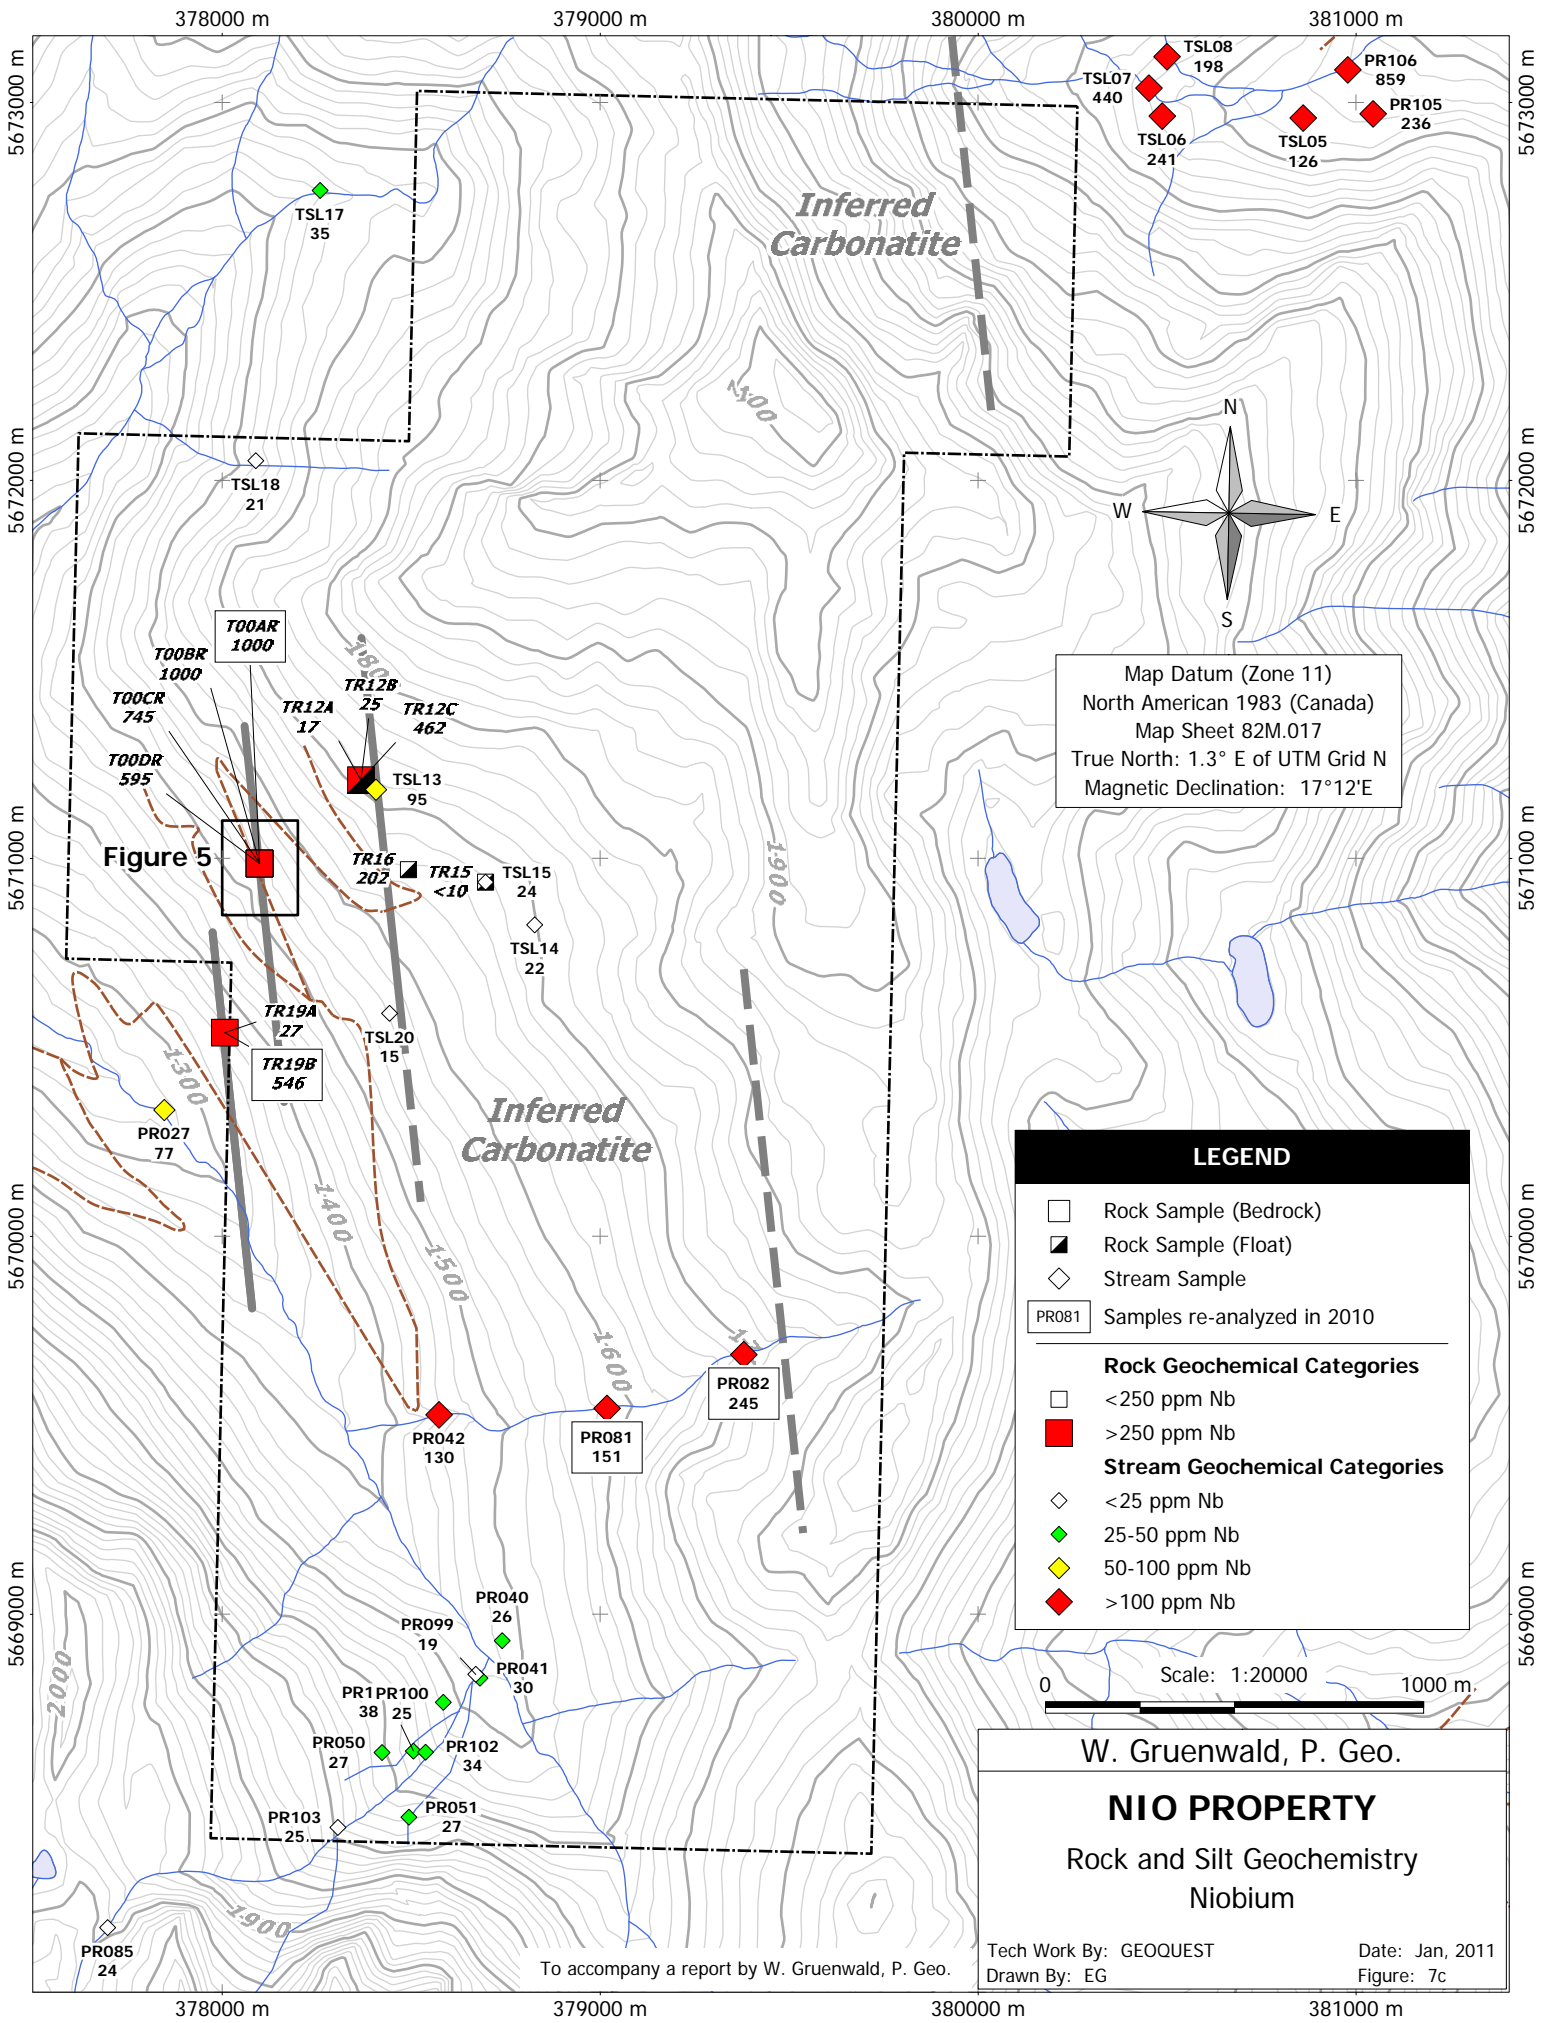 378000 m
379000 m
380000 m
381000 m
5673000 m
5673000 m
TSL08
198
TSL07
440
PR106
859
PR105
236
TSL06
241
TSL05
126
TSL17
35
Inferred
Carbonatite
2100
N
W
E
S
5672000 m
5672000 m
TSL18
21
T00AR
1000
T00BR
1000
T00CR
745
T00DR
595
TR12A
17
TR12B
25
TR12C
462
TSL13
95
Map Datum (Zone 11)
North American 1983 (Canada)
Map Sheet 82M.017
True North: 1.3° E of UTM Grid N
Magnetic Declination: 17°12'E
5671000 m
5671000 m
Figure 5
TR16
202
TR15
<10
TSL15
24
TSL14
22
1900
TR19A
27
TR19B
546
TSL20
15
1300
PR027
77
Inferred
Carbonatite
1400
1500
1600
5670000 m
5670000 m
PR042
130
PR081
151
PR082
245
LEGEND
Rock Sample (Bedrock)
Rock Sample (Float)
Stream Sample
PR081
Samples re-analyzed in 2010
Rock Geochemical Categories
<250 ppm Nb
>250 ppm Nb
Stream Geochemical Categories
<25 ppm Nb
25-50 ppm Nb
50-100 ppm Nb
>100 ppm Nb
5669000 m
5669000 m
2000
PR040
26
PR099
19
PR041
30
PR100
25
38
PR050
27
PR102
34
PR051
27
PR103
25
PR085
24
1900
Scale: 1:20000
0
1000 m
W. Gruenwald, P. Geo.
NIO PROPERTY
Rock and Silt Geochemistry
Niobium
Tech Work By: GEOQUEST
Date: Jan, 2011
Drawn By: EG
Figure: 7c
To accompany a report by W. Gruenwald, P. Geo.
378000 m
379000 m
380000 m
381000 m